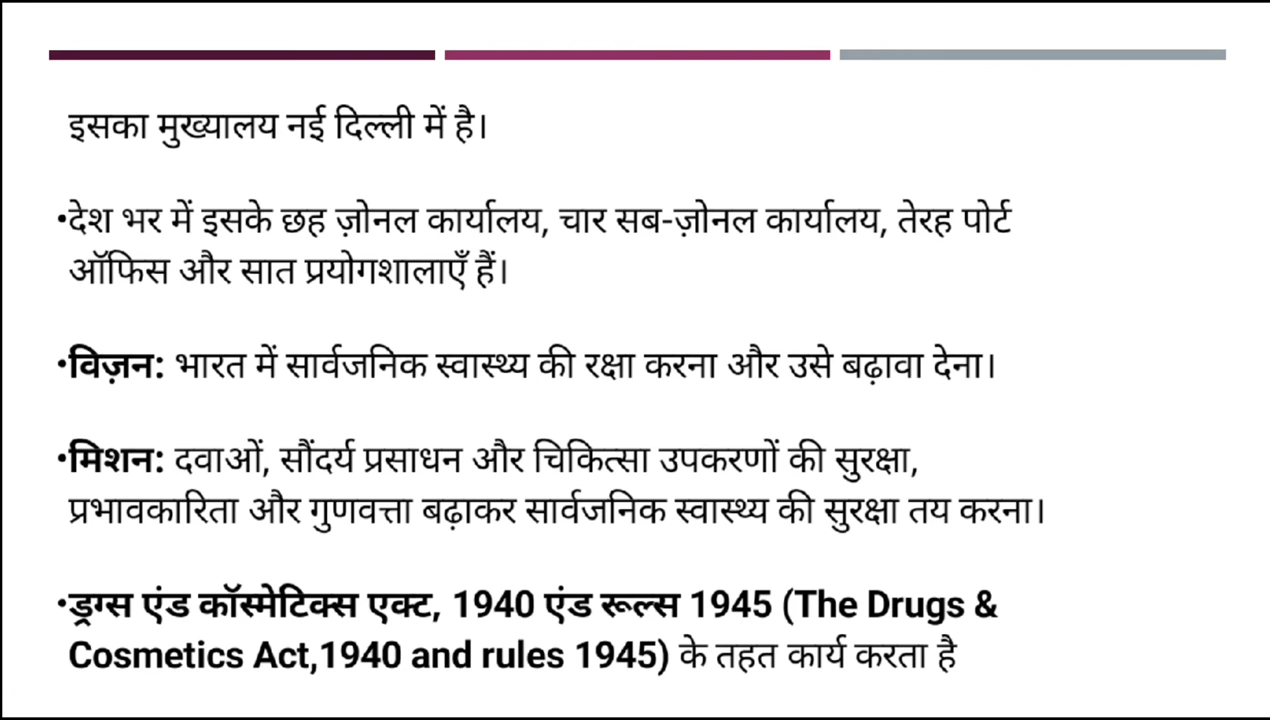 इसका मुख्यालय नई दिल्ली में है।
•देश भर में इसके छह ज़ोनल कार्यालय, चार सब-ज़ोनल कार्यालय, तेरह पोर्ट
ऑफिस और सात प्रयोगशालाएँ हैं।
•विज़न: भारत में सार्वजनिक स्वास्थ्य की रक्षा करना और उसे बढ़ावा देना।
•मिशन: दवाओं, सौंदर्य प्रसाधन और चिकित्सा उपकरणों की सुरक्षा,
प्रभावकारिता और गुणवत्ता बढ़ाकर सार्वजनिक स्वास्थ्य की सुरक्षा तय करना।
•ड्रग्स एंड कॉस्मेटिक्स एक्ट, 1940 एंड रूल्स 1945 (The Drugs &
Cosmetics Act,1940 and rules 1945) के तहत कार्य करता है